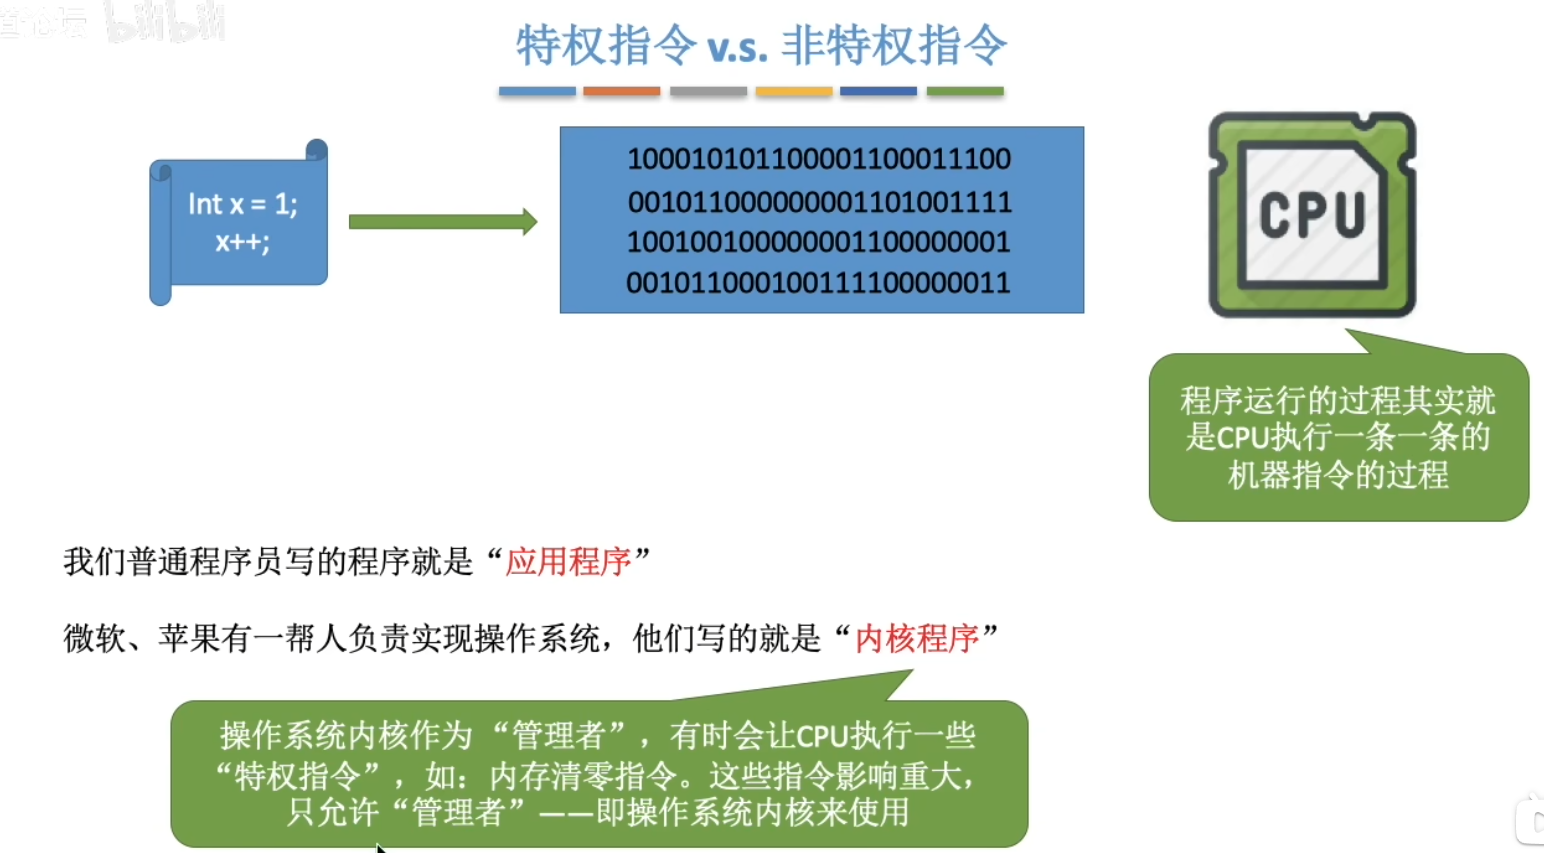 道论坛 bilibili
特权指令 v.s. 非特权指令
Int x = 1;
x++;
100010101100001100011100
001011000000001101001111
100100100000001100000001
001011000100111100000011
CPU
程序运行的过程其实就
是CPU执行一条一条的
机器指令的过程
我们普通程序员写的程序就是“应用程序”
微软、苹果有一帮人负责实现操作系统，他们写的就是“内核程序”
操作系统内核作为 “管理者”，有时会让CPU执行一些
“特权指令”，如：内存清零指令。这些指令影响重大，
只允许“管理者”——即操作系统内核来使用